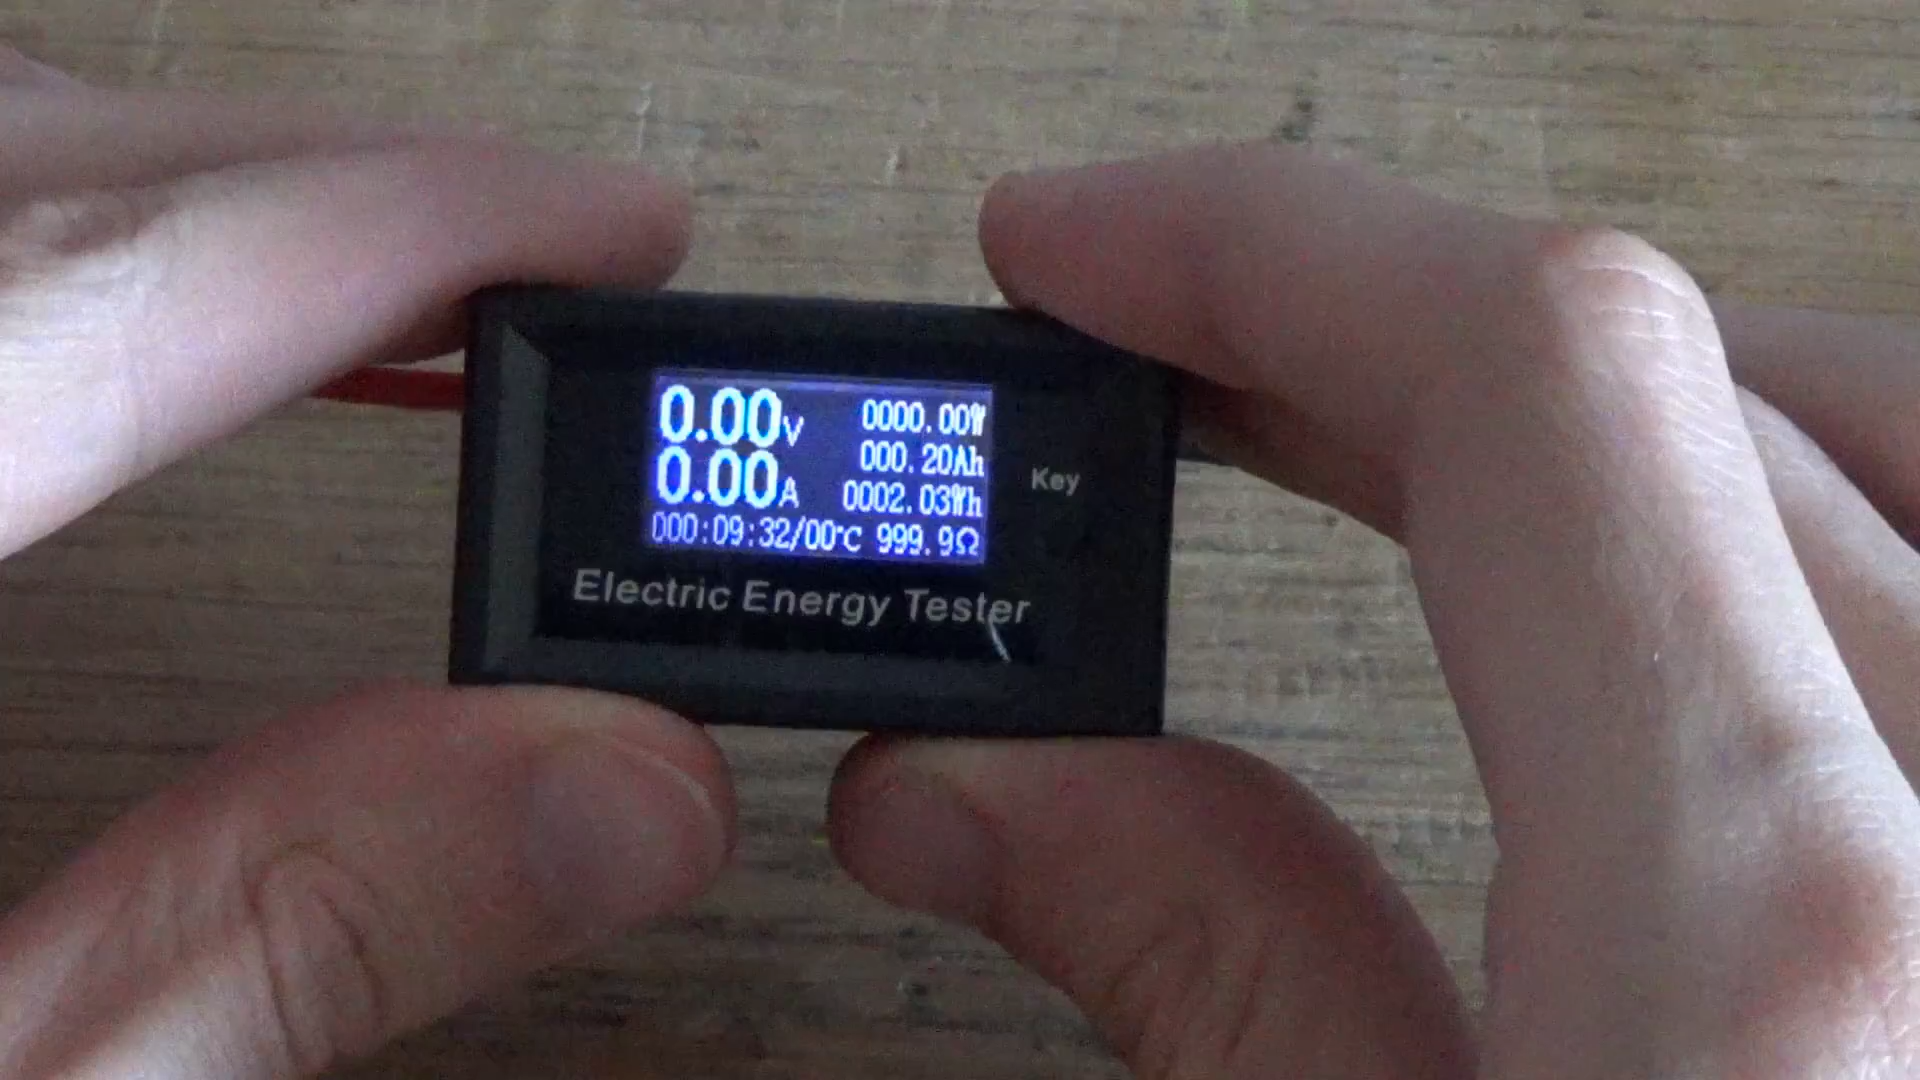 0.00V 0000.00W
000.20Ah
0.00A 0002.03Wh
000:09:32/00°C 999.9Ω
Key
Electric Energy Tester